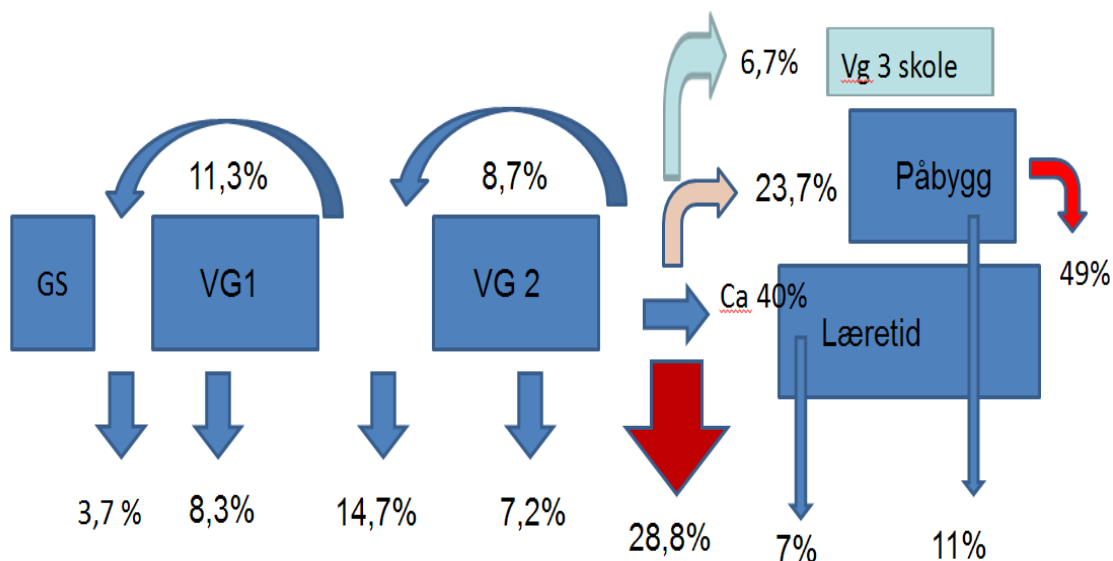 6,7%
Vg 3 skole
11,3%
8,7%
23,7%
Påbygg
GS
VG1
VG 2
Ca 40%
49%
Læretid
3,7 %
8,3%
14,7%
7,2%
28,8%
7%
11%